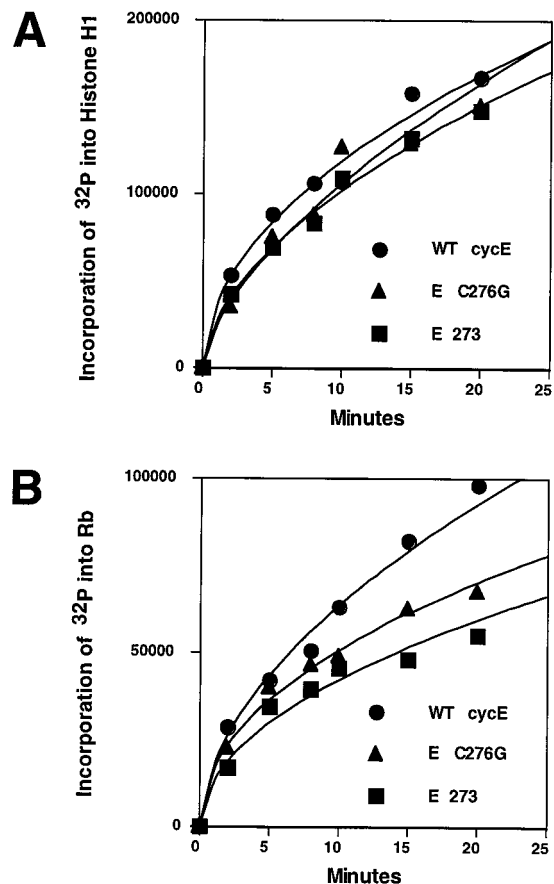 A
Incorporation of 32P into Histone H1
200000
100000
0
WT cycE
E C276G
E 273
0 5 10 15 20 25
Minutes
B
Incorporation of 32P into Rb
100000
50000
0
WT cycE
E C276G
E 273
0 5 10 15 20 25
Minutes